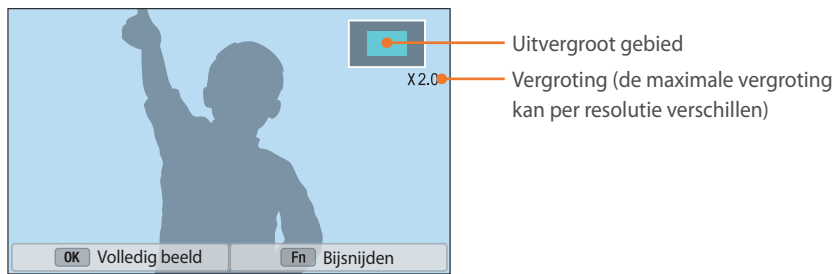 Uitvergroot gebied
X 2.0
Vergroting (de maximale vergroting
kan per resolutie verschillen)
OK Volledig beeld Fn Bijsnijden